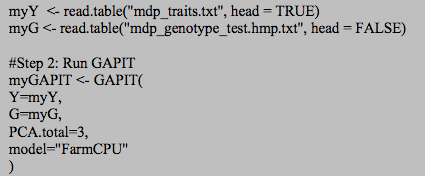 myY <- read.table("mdp_traits.txt", head = TRUE)
myG <- read.table("mdp_genotype_test.hmp.txt", head = FALSE)
#Step 2: Run GAPIT
myGAPIT <- GAPIT(
Y=myY,
G=myG,
PCA.total=3,
model="FarmCPU"
)